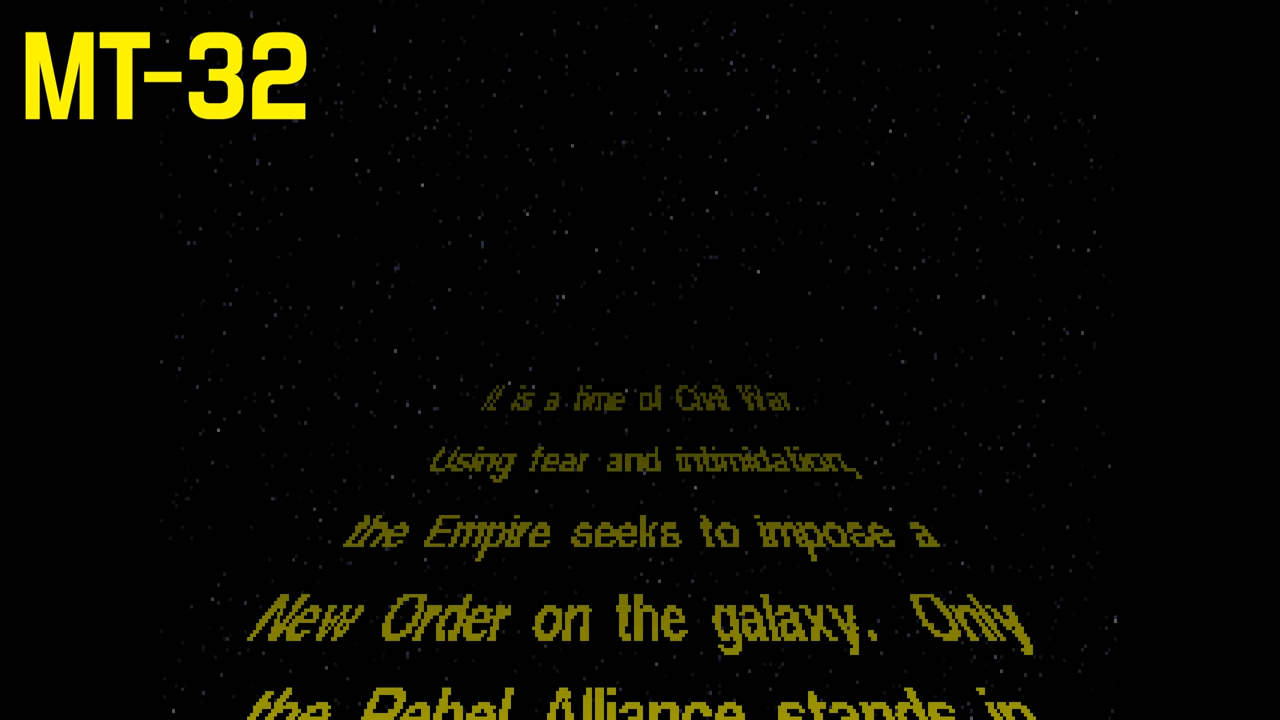 MT-32
It is a time of Civil War.
Using fear and intimidation,
the Empire seeks to impose a
New Order on the galaxy.  Only
the Rebel Alliance stands in